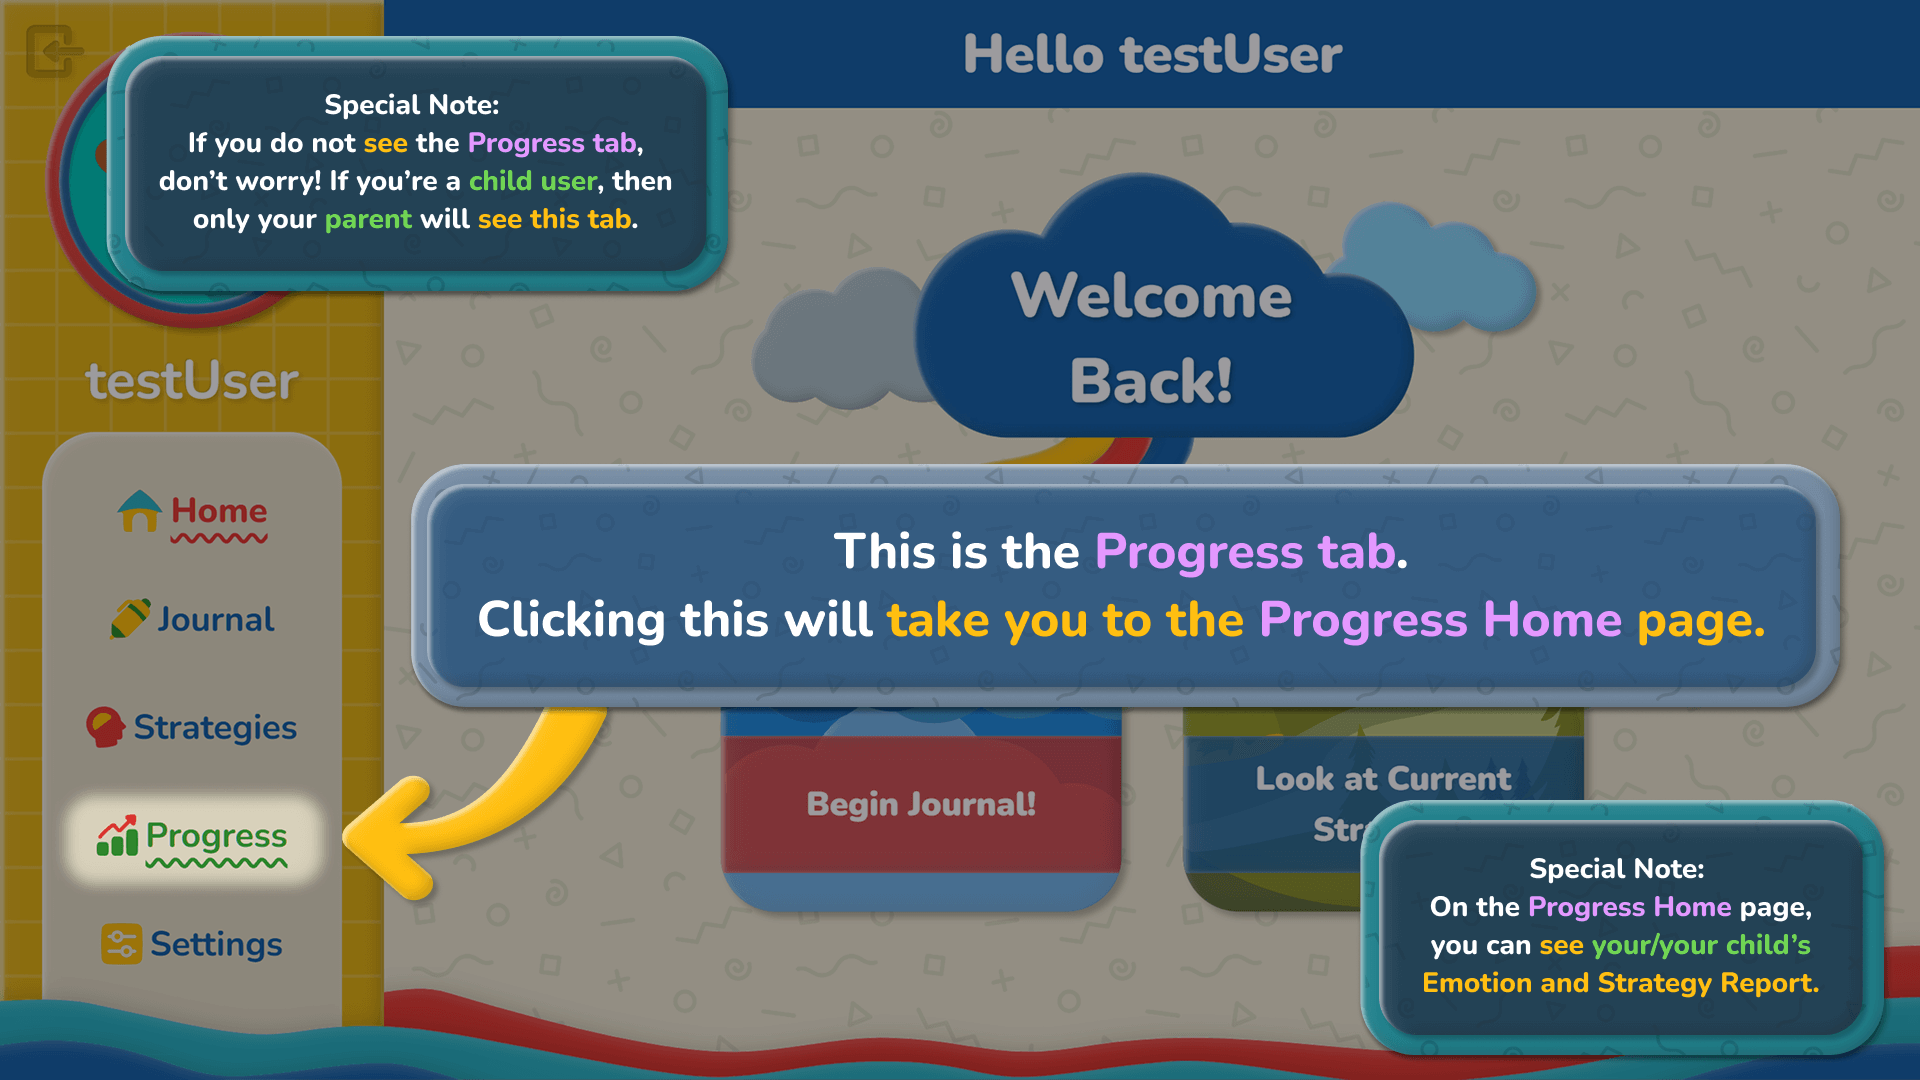 Hello testUser
Special Note:
If you do not see the Progress tab,
don't worry! If you're a child user, then
only your parent will see this tab.
Welcome
Back!
testUser
Home
Journal
Strategies
Progress
Settings
This is the Progress tab.
Clicking this will take you to the Progress Home page.
Begin Journal!
Look at Current
Special Note:
On the Progress Home page,
you can see your/your child's
Emotion and Strategy Report.